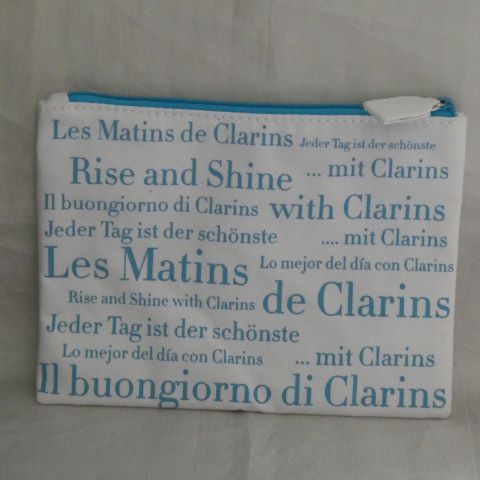 Les Matins de Clarins Jeder Tag ist der schönste
Rise and Shine ... mit Clarins
Il buongiorno di Clarins with Clarins
Jeder Tag ist der schönste .... mit Clarins
Les Matins Lo mejor del día con Clarins
Rise and Shine with Clarins de Clarins
Jeder Tag ist der schönste
Lo mejor del día con Clarins ... mit Clarins
Il buongiorno di Clarins